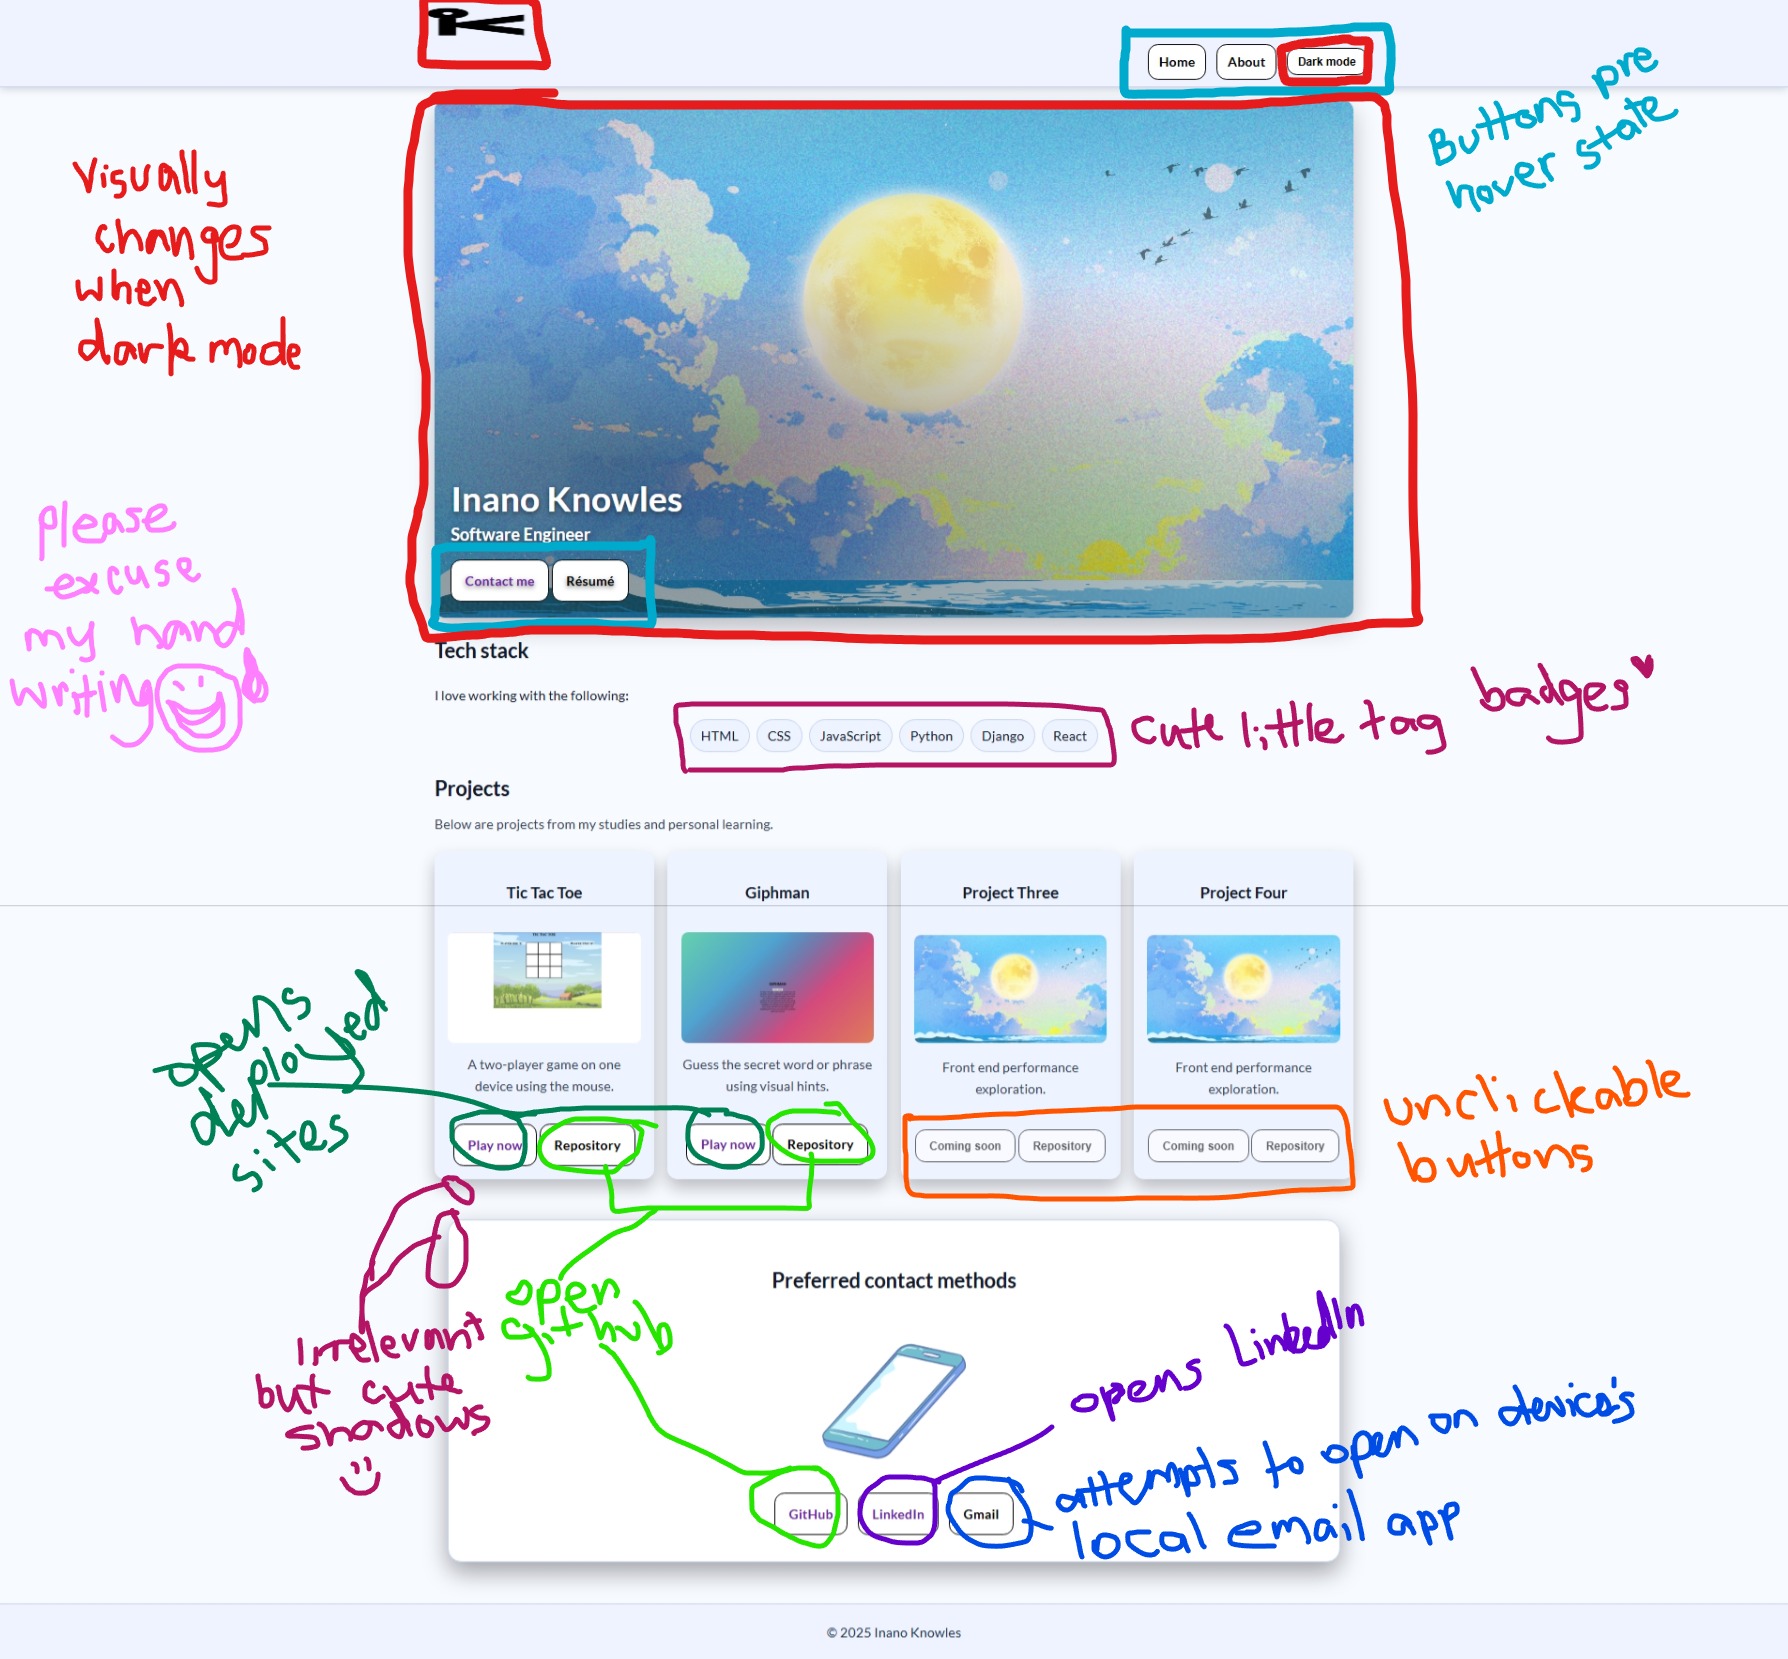 Home
About
Dark mode
Buttons pre
hover state
Visually
changes
when
dark mode
please
excuse
my hand
writing
Inano Knowles
Software Engineer
Contact me
Résumé
Tech stack
I love working with the following:
HTML
CSS
JavaScript
Python
Django
React
cute little tag badges
Projects
Below are projects from my studies and personal learning.
Tic Tac Toe
Giphman
Project Three
Project Four
TIC TAC TOE
A two-player game on one
device using the mouse.
Guess the secret word or phrase
using visual hints.
Front end performance
exploration.
Front end performance
exploration.
opens
deployed
sites
Play now
Repository
Play now
Repository
Coming soon
Repository
Coming soon
Repository
unclickable
buttons
Irrelevant
but cute
shadows
open
github
Preferred contact methods
opens LinkedIn
GitHub
LinkedIn
Gmail
attempts to open on device's
local email app
© 2025 Inano Knowles